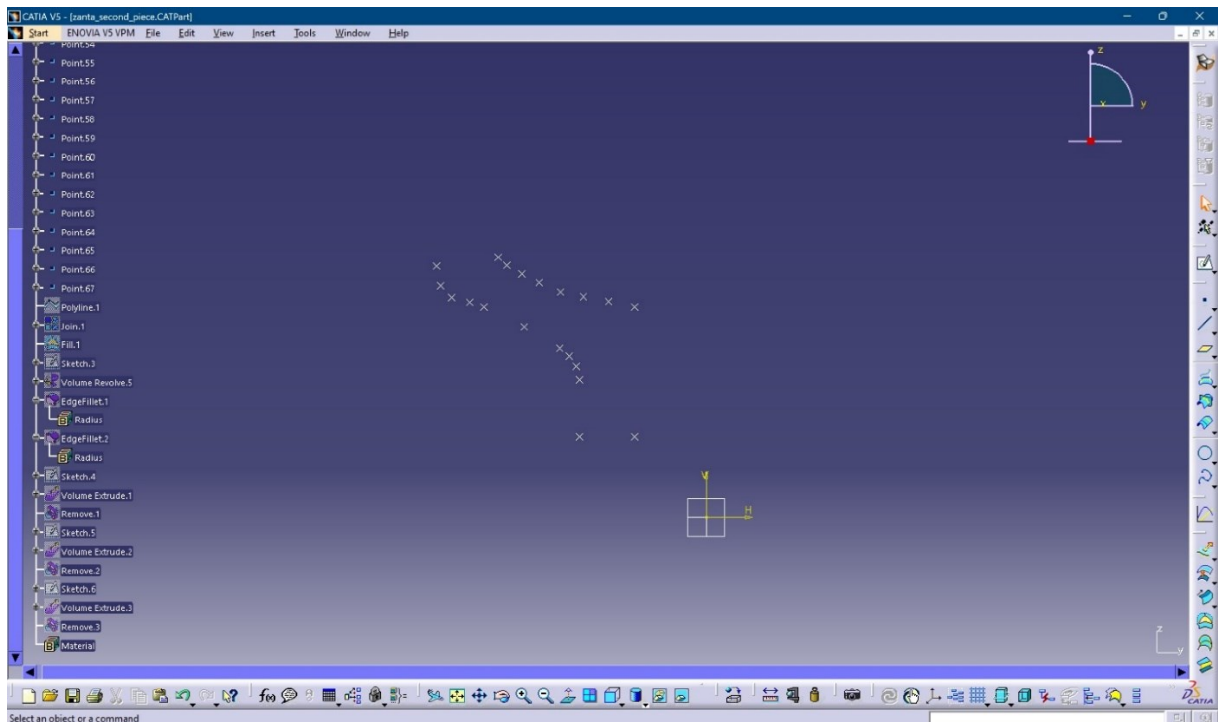 CATIA V5 - [zanta_second_piece.CATPart]
Start ENOVIA V5 VPM File Edit View Insert Tools Window Help
Point.54
Point.55
Point.56
Point.57
Point.58
Point.59
Point.60
Point.61
Point.62
Point.63
Point.64
Point.65
Point.66
Point.67
Polyline.1
Join.1
Fill.1
Sketch.3
Volume Revolve.5
EdgeFillet.1
Radius
EdgeFillet.2
Radius
Sketch.4
Volume Extrude.1
Remove.1
Sketch.5
Volume Extrude.2
Remove.2
Sketch.6
Volume Extrude.3
Remove.3
Material
z
x y
V
H
z
y
f(x)
CATIA
Select an object or a command